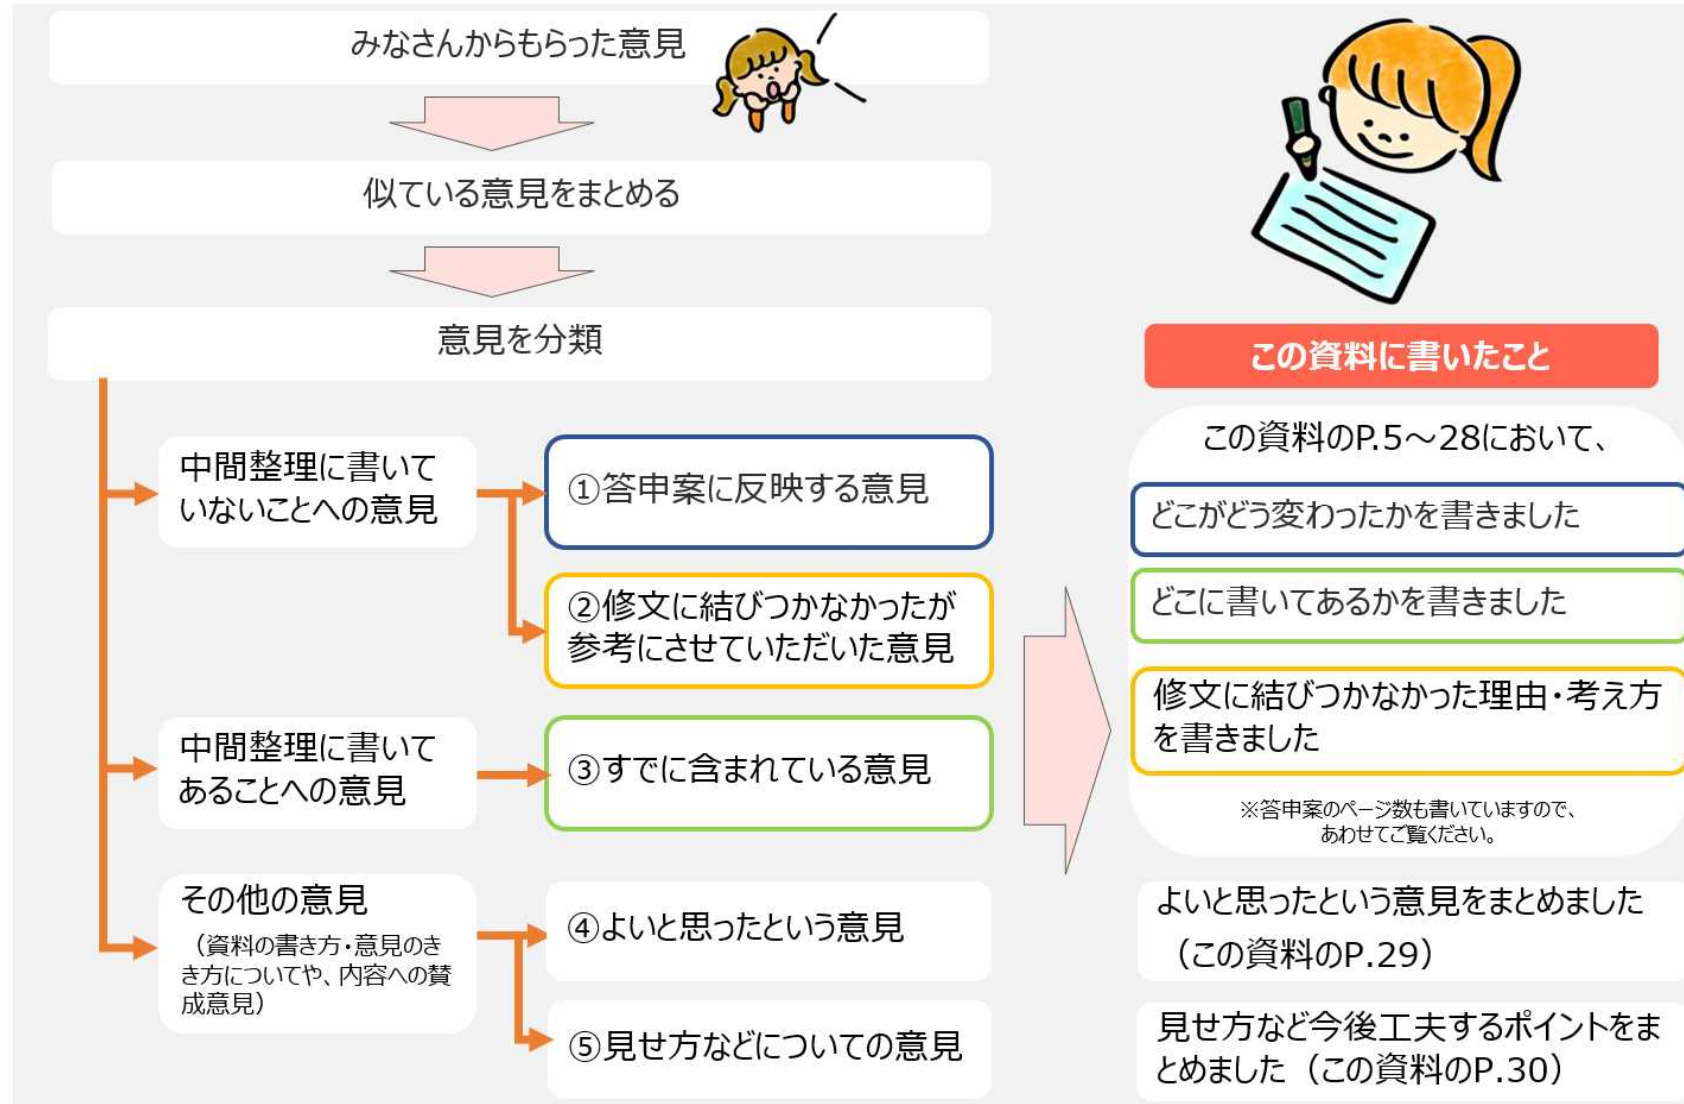 みなさんからもらった意見
似ている意見をまとめる
意見を分類
中間整理に書いて
いないことへの意見
①答申案に反映する意見
②修文に結びつかなかったが
参考にさせていただいた意見
中間整理に書いて
あることへの意見
③すでに含まれている意見
その他の意見
（資料の書き方・意見のき
き方についてや、内容への賛
成意見）
④よいと思ったという意見
⑤見せ方などについての意見
この資料に書いたこと
この資料のP.5～28において、
どこがどう変わったかを書きました
どこに書いてあるかを書きました
修文に結びつかなかった理由・考え方
を書きました
※答申案のページ数も書いていますので、
あわせてご覧ください。
よいと思ったという意見をまとめました
（この資料のP.29）
見せ方など今後工夫するポイントをま
とめました（この資料のP.30）